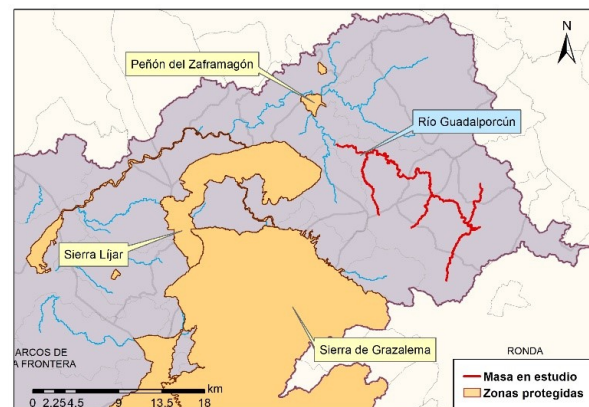 N
Peñón del Zaframagón
Río Guadalporcún
Sierra Líjar
Sierra de Grazalema
ARCOS DE
A FRONTERA
RONDA
km
0 2.25 4.5 9 13.5 18
Masa en estudio
Zonas protegidas